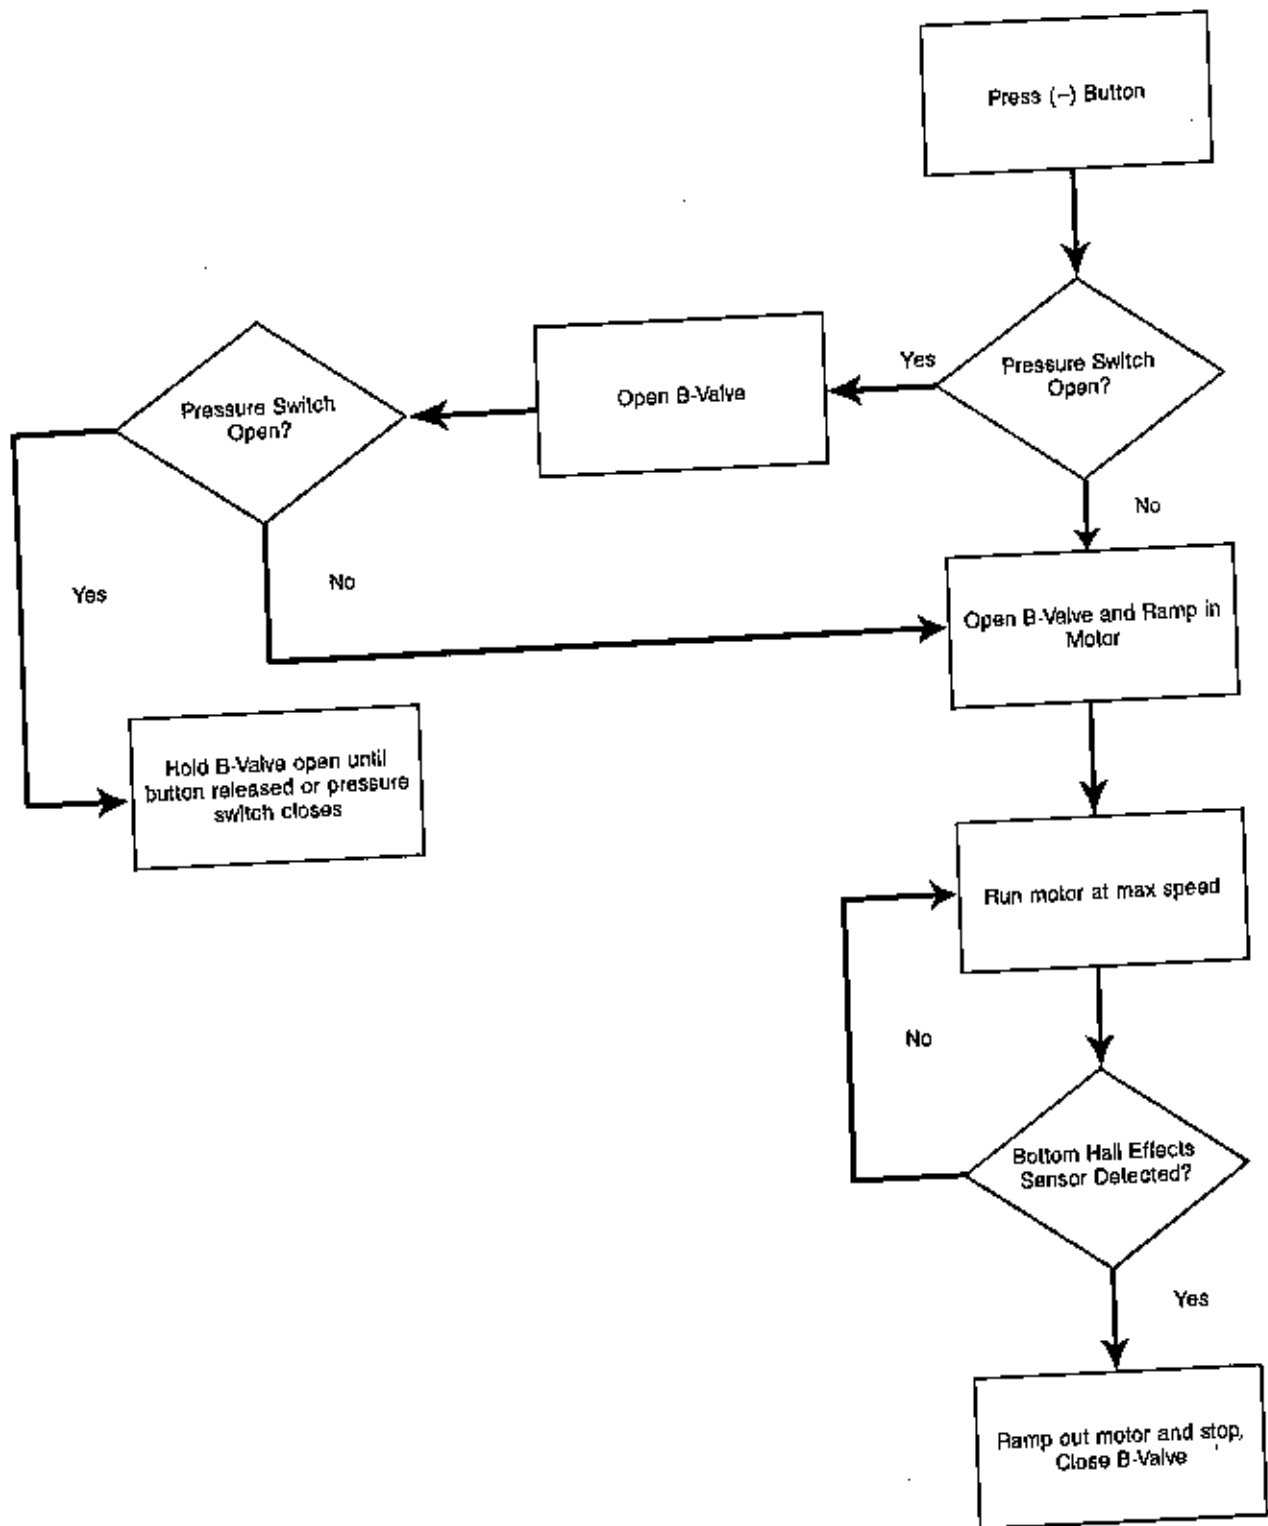 Press (–) Button
Pressure Switch
Open?
Yes
Open B-Valve
Pressure Switch
Open?
No
Open B-Valve and Ramp in
Motor
Yes
No
Hold B-Valve open until
button released or pressure
switch closes
Run motor at max speed
No
Bottom Hall Effects
Sensor Detected?
Yes
Ramp out motor and stop,
Close B-Valve